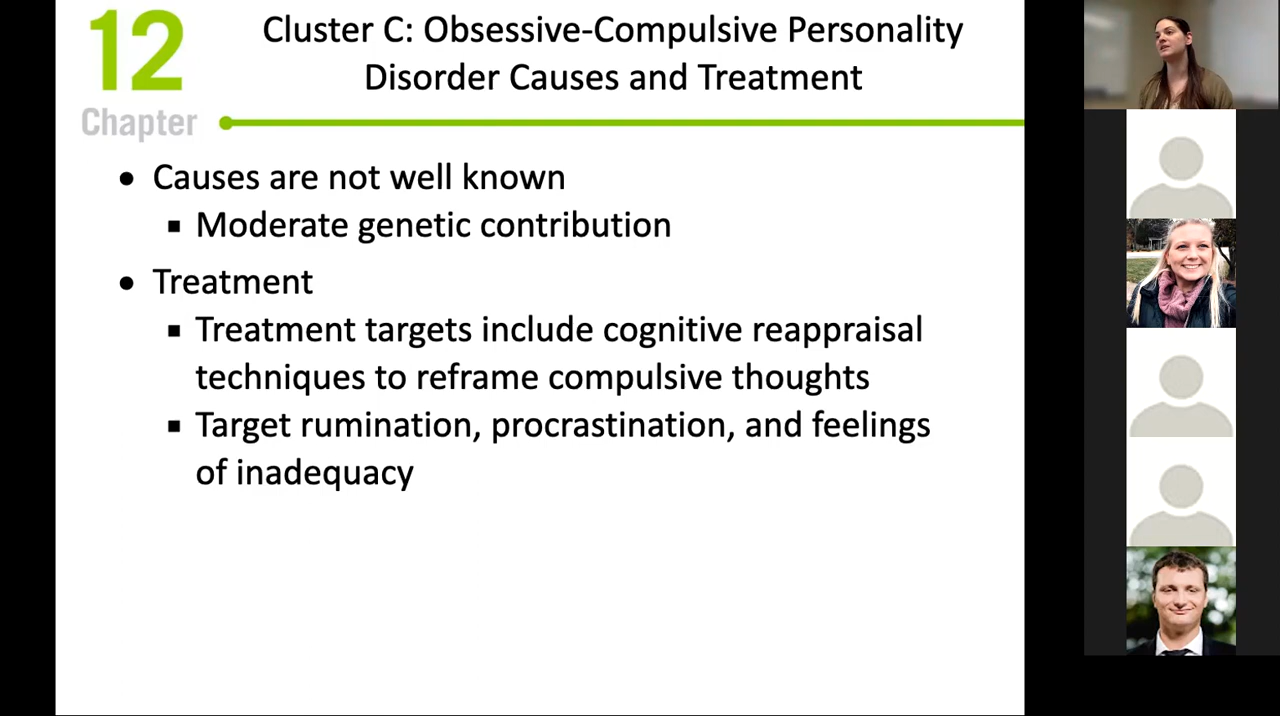 12
Chapter
Cluster C: Obsessive-Compulsive Personality
Disorder Causes and Treatment
• Causes are not well known
▪ Moderate genetic contribution
• Treatment
▪ Treatment targets include cognitive reappraisal
techniques to reframe compulsive thoughts
▪ Target rumination, procrastination, and feelings
of inadequacy